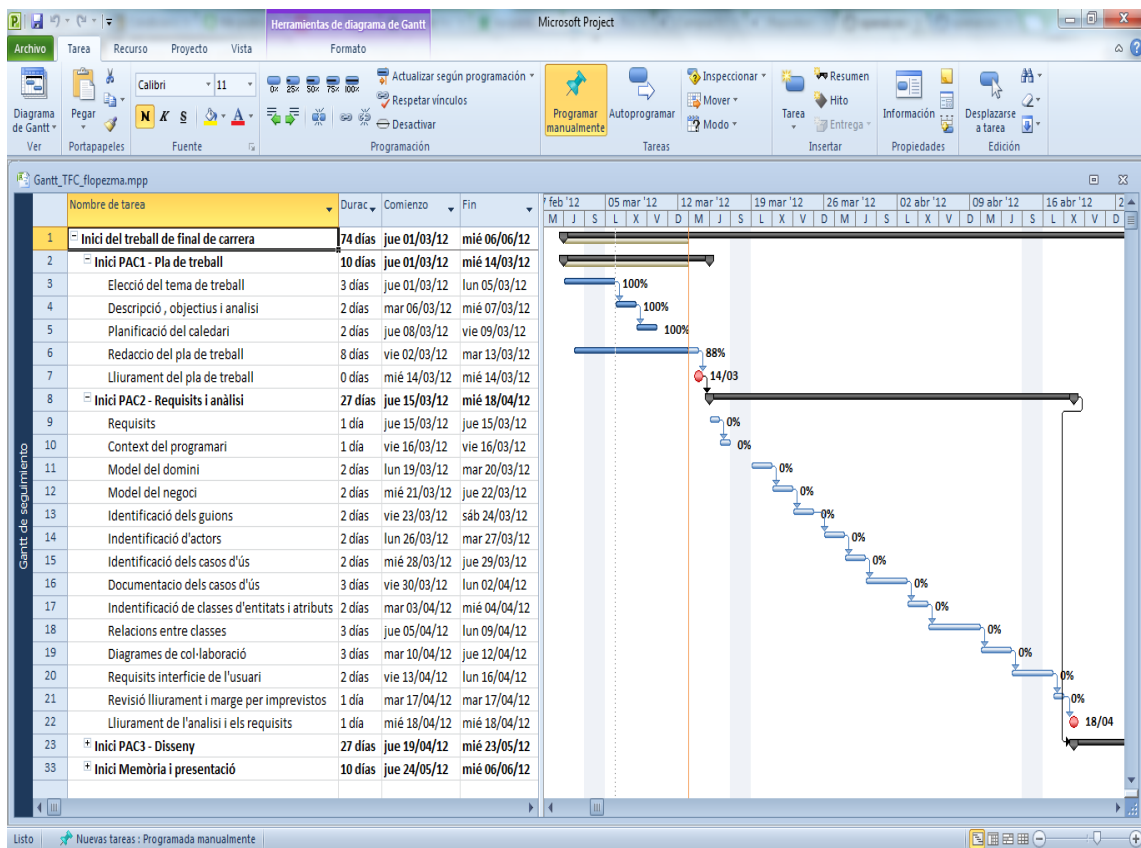 Herramientas de diagrama de Gantt
Microsoft Project
Archivo Tarea Recurso Proyecto Vista Formato
Diagrama de Gantt
Ver
Pegar
Portapapeles
Calibri 11
N K S A
Fuente
0% 25% 50% 75% 100%
Actualizar según programación
Respetar vínculos
Desactivar
Programación
Programar manualmente
Autoprogramar
Inspeccionar
Mover
Modo
Tareas
Tarea
Resumen
Hito
Entrega
Insertar
Información
Propiedades
Desplazarse a tarea
Edición
Gantt_TFC_flopezma.mpp
Nombre de tarea Durac Comienzo Fin
feb '12 05 mar '12 12 mar '12 19 mar '12 26 mar '12 02 abr '12 09 abr '12 16 abr '12 2
M J S L X V D M J S L X V D M J S L X V D M J S L X V D
1 Inici del treball de final de carrera 74 días jue 01/03/12 mié 06/06/12
2 Inici PAC1 - Pla de treball 10 días jue 01/03/12 mié 14/03/12
3 Elecció del tema de treball 3 días jue 01/03/12 lun 05/03/12 100%
4 Descripció , objectius i analisi 2 días mar 06/03/12 mié 07/03/12 100%
5 Planificació del caledari 2 días jue 08/03/12 vie 09/03/12 100%
6 Redaccio del pla de treball 8 días vie 02/03/12 mar 13/03/12 88%
7 Lliurament del pla de treball 0 días mié 14/03/12 mié 14/03/12 14/03
8 Inici PAC2 - Requisits i anàlisi 27 días jue 15/03/12 mié 18/04/12
9 Requisits 1 día jue 15/03/12 jue 15/03/12 0%
10 Context del programari 1 día vie 16/03/12 vie 16/03/12 0%
11 Model del domini 2 días lun 19/03/12 mar 20/03/12 0%
12 Model del negoci 2 días mié 21/03/12 jue 22/03/12 0%
13 Identificació dels guions 2 días vie 23/03/12 sáb 24/03/12 0%
14 Indentificació d'actors 2 días lun 26/03/12 mar 27/03/12 0%
15 Identificació dels casos d'ús 2 días mié 28/03/12 jue 29/03/12 0%
16 Documentacio dels casos d'ús 3 días vie 30/03/12 lun 02/04/12 0%
17 Indentificació de classes d'entitats i atributs 2 días mar 03/04/12 mié 04/04/12 0%
18 Relacions entre classes 3 días jue 05/04/12 lun 09/04/12 0%
19 Diagrames de col·laboració 3 días mar 10/04/12 jue 12/04/12 0%
20 Requisits interficie de l'usuari 2 días vie 13/04/12 lun 16/04/12 0%
21 Revisió lliurament i marge per imprevistos 1 día mar 17/04/12 mar 17/04/12 0%
22 Lliurament de l'analisi i els requisits 1 día mié 18/04/12 mié 18/04/12 18/04
23 Inici PAC3 - Disseny 27 días jue 19/04/12 mié 23/05/12
33 Inici Memòria i presentació 10 días jue 24/05/12 mié 06/06/12
Gantt de seguimiento
Listo Nuevas tareas : Programada manualmente